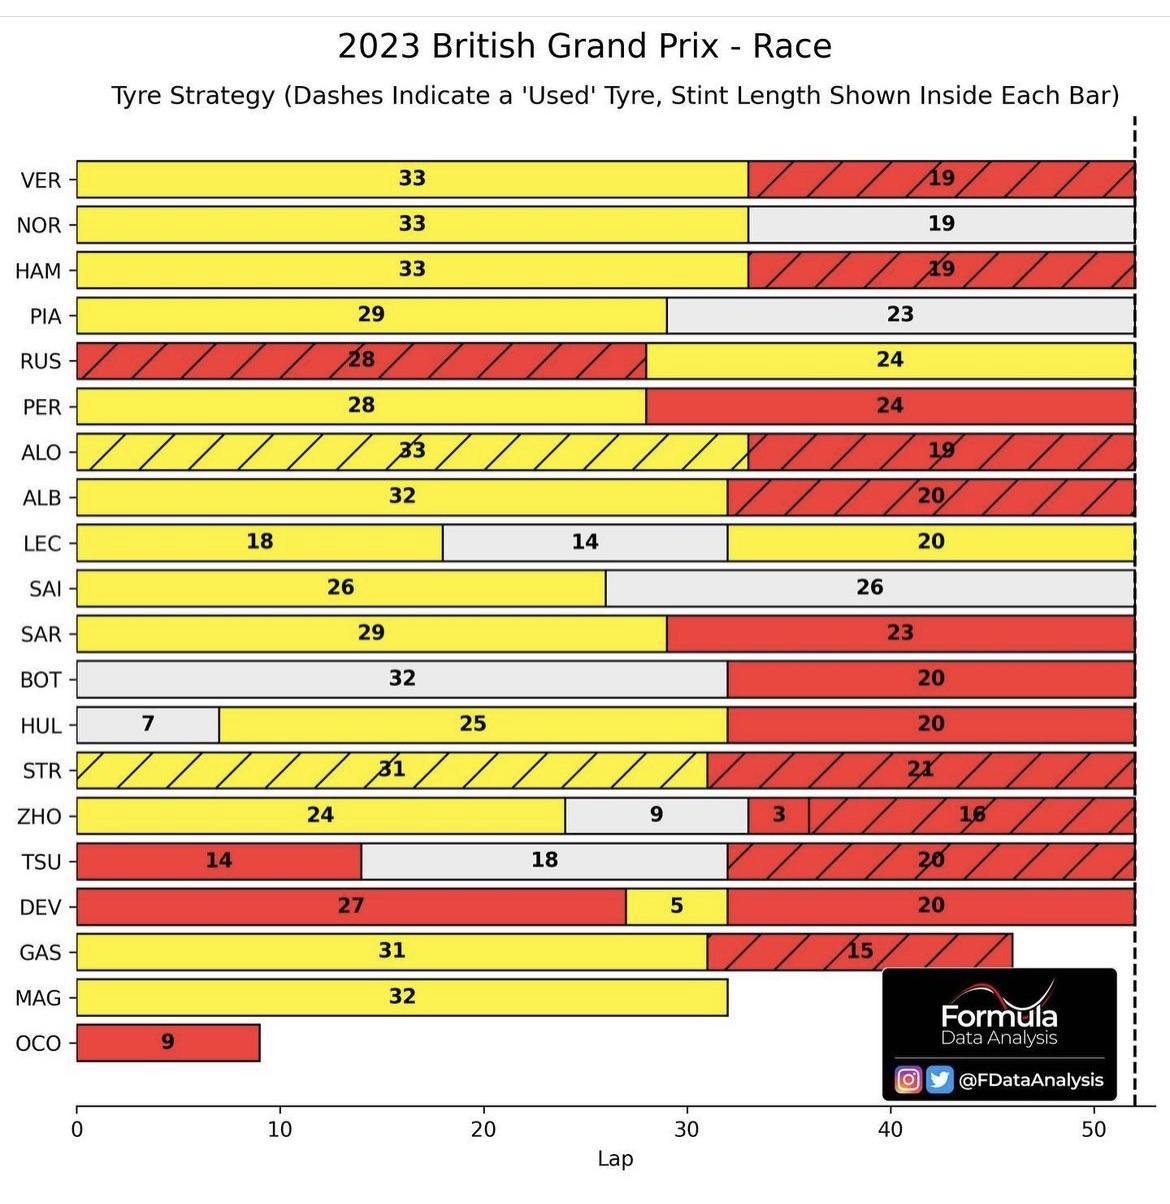 2023 British Grand Prix - Race
Tyre Strategy (Dashes Indicate a 'Used' Tyre, Stint Length Shown Inside Each Bar)
VER 33 19
NOR 33 19
HAM 33 19
PIA 29 23
RUS 28 24
PER 28 24
ALO 33 19
ALB 32 20
LEC 18 14 20
SAI 26 26
SAR 29 23
BOT 32 20
HUL 7 25 20
STR 31 21
ZHO 24 9 3 16
TSU 14 18 20
DEV 27 5 20
GAS 31 15
MAG 32
OCO 9
Formula
Data Analysis
@FDataAnalysis
0 10 20 30 40 50
Lap